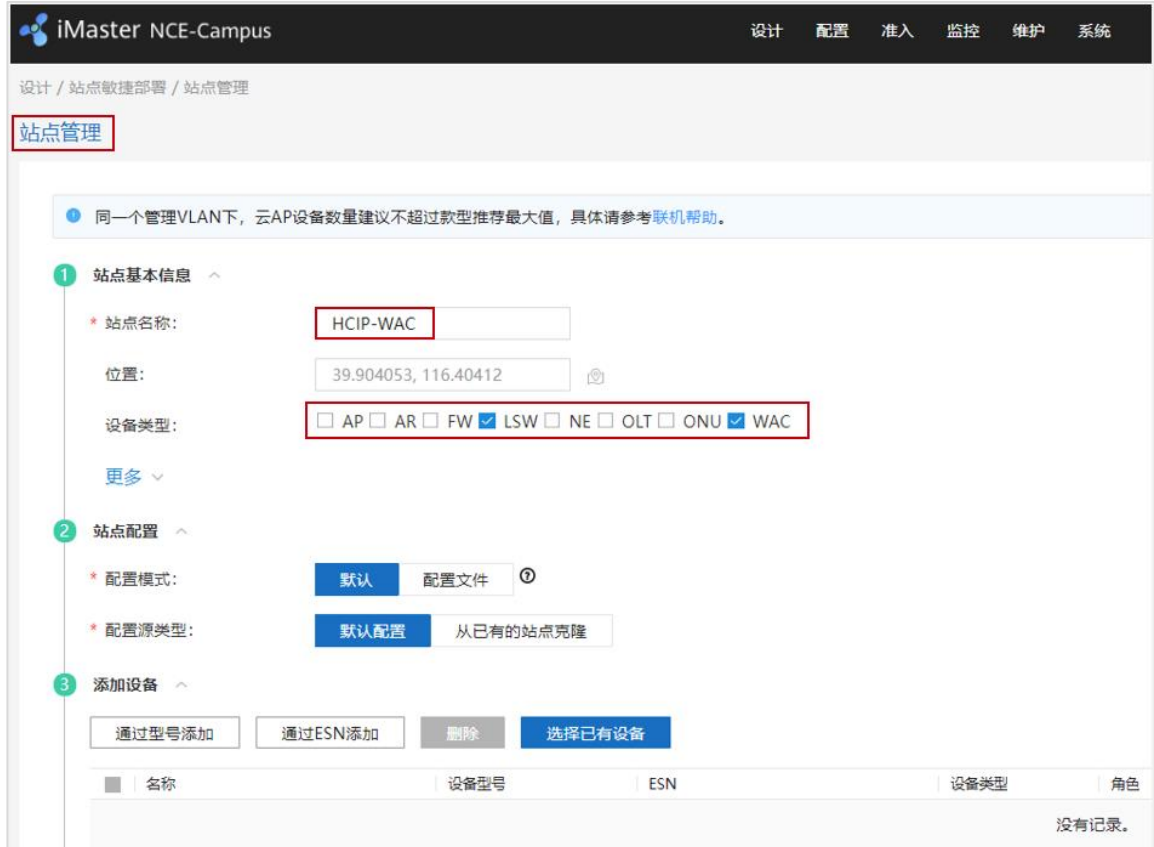 iMaster NCE-Campus 设计 配置 准入 监控 维护 系统
设计 / 站点敏捷部署 / 站点管理
站点管理
同一个管理VLAN下，云AP设备数量建议不超过款型推荐最大值，具体请参考联机帮助。
1 站点基本信息
* 站点名称： HCIP-WAC
位置： 39.904053, 116.40412
设备类型： AP AR FW LSW NE OLT ONU WAC
更多
2 站点配置
* 配置模式： 默认 配置文件 ?
* 配置源类型： 默认配置 从已有的站点克隆
3 添加设备
通过型号添加 通过ESN添加 删除 选择已有设备
名称 设备型号 ESN 设备类型 角色
没有记录。